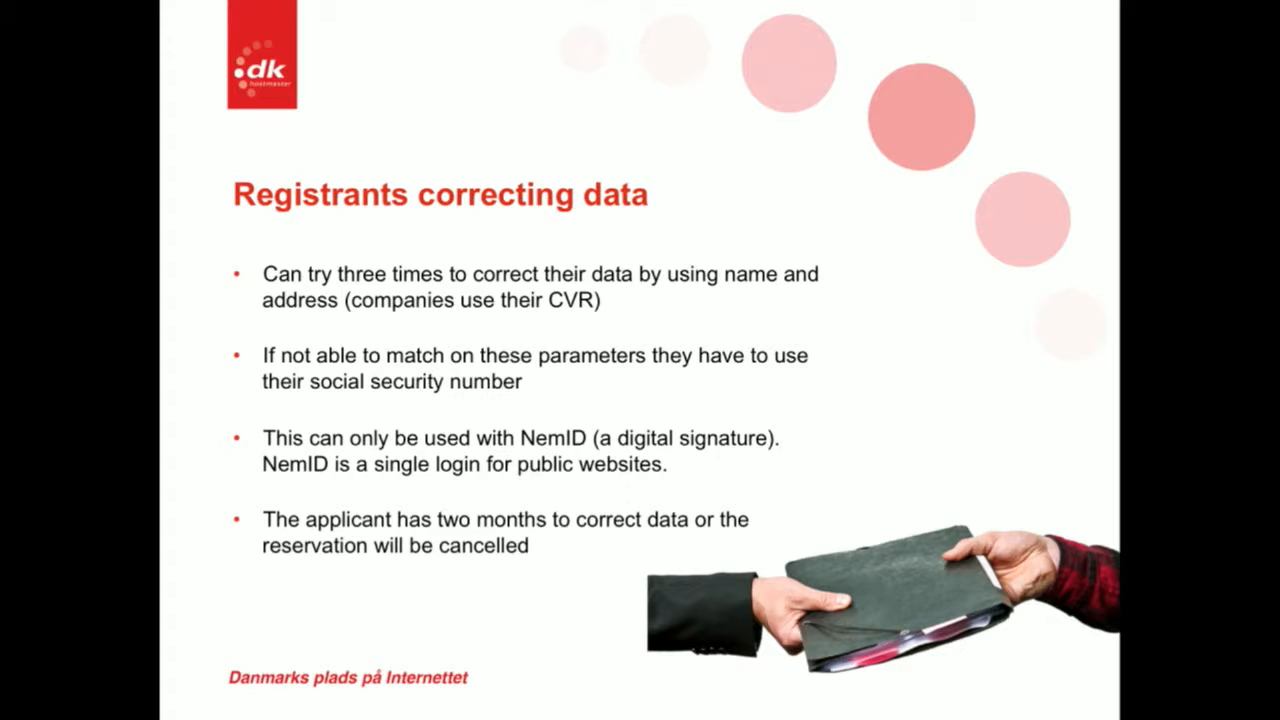 .dk
hostmaster
Registrants correcting data
• Can try three times to correct their data by using name and
address (companies use their CVR)
• If not able to match on these parameters they have to use
their social security number
• This can only be used with NemID (a digital signature).
NemID is a single login for public websites.
• The applicant has two months to correct data or the
reservation will be cancelled
Danmarks plads på Internettet